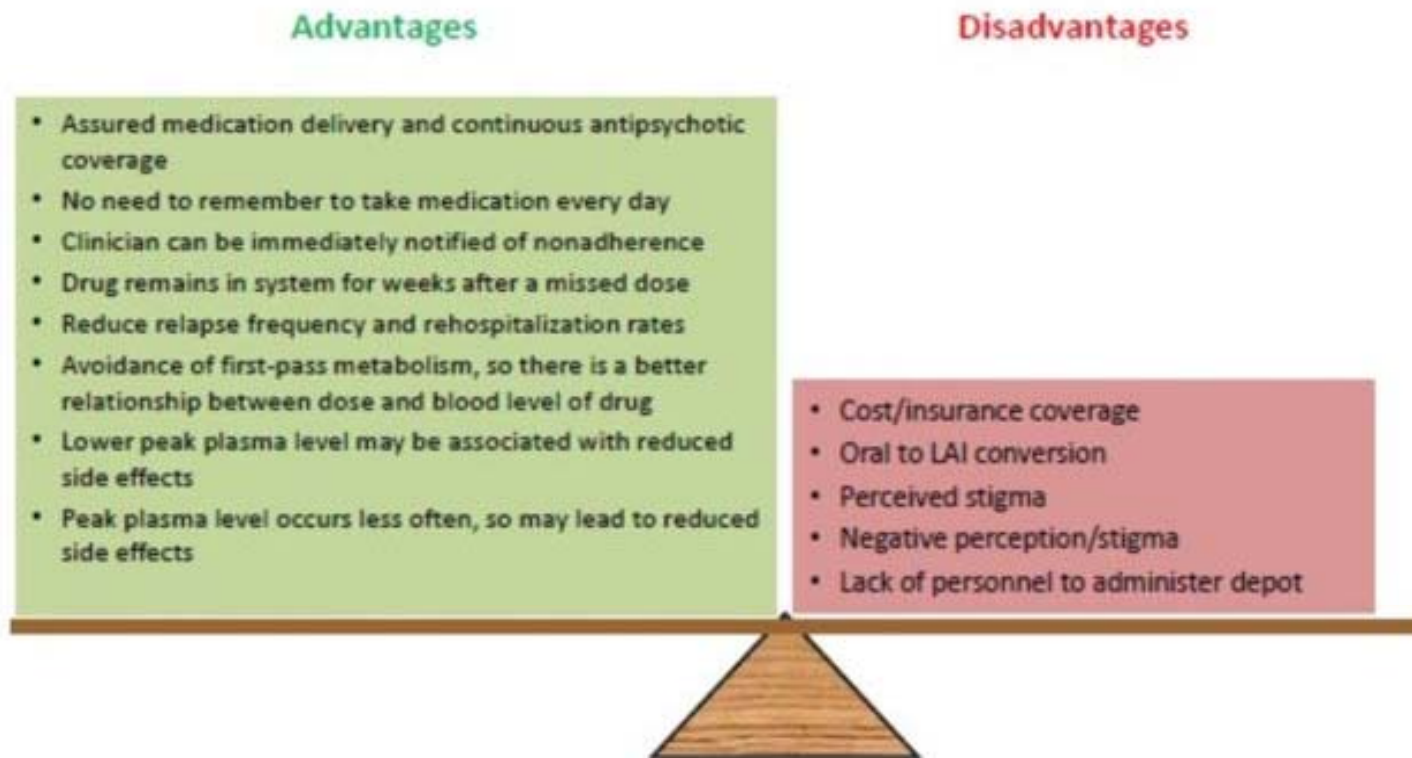 Advantages
• Assured medication delivery and continuous antipsychotic
coverage
• No need to remember to take medication every day
• Clinician can be immediately notified of nonadherence
• Drug remains in system for weeks after a missed dose
• Reduce relapse frequency and rehospitalization rates
• Avoidance of first-pass metabolism, so there is a better
relationship between dose and blood level of drug
• Lower peak plasma level may be associated with reduced
side effects
• Peak plasma level occurs less often, so may lead to reduced
side effects
Disadvantages
• Cost/insurance coverage
• Oral to LAI conversion
• Perceived stigma
• Negative perception/stigma
• Lack of personnel to administer depot